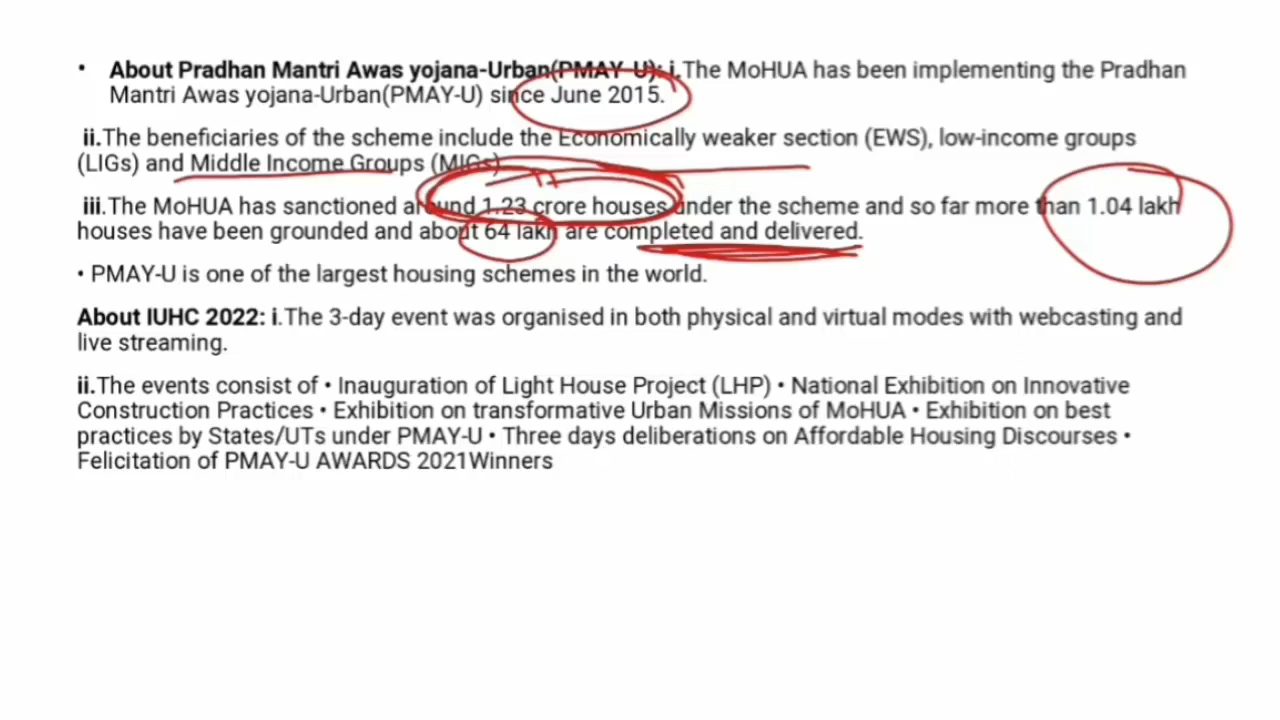 • About Pradhan Mantri Awas yojana-Urban(PMAY-U): i.The MoHUA has been implementing the Pradhan
Mantri Awas yojana-Urban(PMAY-U) since June 2015.
ii.The beneficiaries of the scheme include the Economically weaker section (EWS), low-income groups
(LIGs) and Middle Income Groups (MIGs)
iii.The MoHUA has sanctioned around 1.23 crore houses under the scheme and so far more than 1.04 lakh
houses have been grounded and about 64 lakh are completed and delivered.
• PMAY-U is one of the largest housing schemes in the world.
About IUHC 2022: i.The 3-day event was organised in both physical and virtual modes with webcasting and
live streaming.
ii.The events consist of • Inauguration of Light House Project (LHP) • National Exhibition on Innovative
Construction Practices • Exhibition on transformative Urban Missions of MoHUA • Exhibition on best
practices by States/UTs under PMAY-U • Three days deliberations on Affordable Housing Discourses •
Felicitation of PMAY-U AWARDS 2021Winners